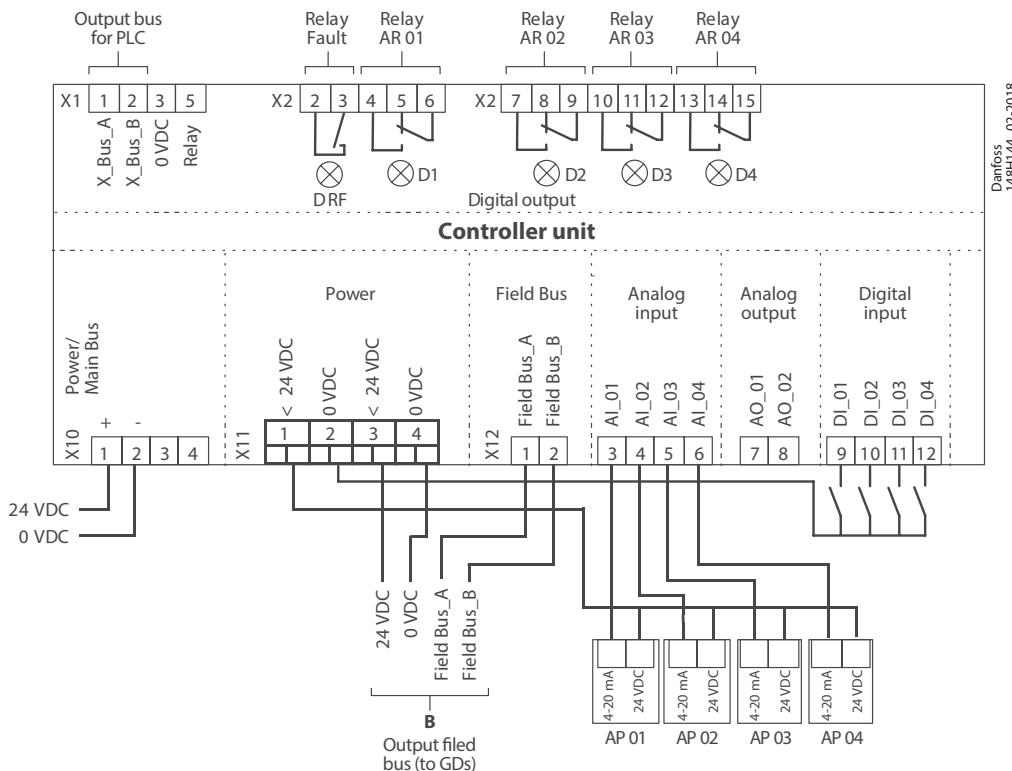 Output bus
for PLC
Relay
Fault
Relay
AR 01
Relay
AR 02
Relay
AR 03
Relay
AR 04
X1
1
2
3
5
X2
2
3
4
5
6
X2
7
8
9
10
11
12
13
14
15
X_Bus_A
X_Bus_B
0 VDC
Relay
DRF
D1
D2
D3
D4
Digital output
Danfoss
148H144_02-2018
Controller unit
Power/
Main Bus
Power
Field Bus
Analog
input
Analog
output
Digital
input
+
-
< 24 VDC
0 VDC
< 24 VDC
0 VDC
Field Bus_A
Field Bus_B
AI_01
AI_02
AI_03
AI_04
AO_01
AO_02
DI_01
DI_02
DI_03
DI_04
X10
1
2
3
4
X11
1
2
3
4
X12
1
2
3
4
5
6
7
8
9
10
11
12
24 VDC
0 VDC
24 VDC
0 VDC
Field Bus_A
Field Bus_B
B
Output filed
bus (to GDs)
4-20 mA
24 VDC
4-20 mA
24 VDC
4-20 mA
24 VDC
4-20 mA
24 VDC
AP 01
AP 02
AP 03
AP 04